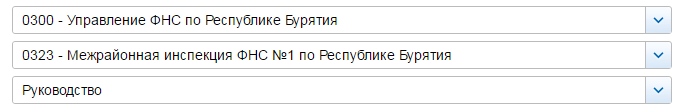 0300 - Управление ФНС по Республике Бурятия
0323 - Межрайонная инспекция ФНС №1 по Республике Бурятия
Руководство